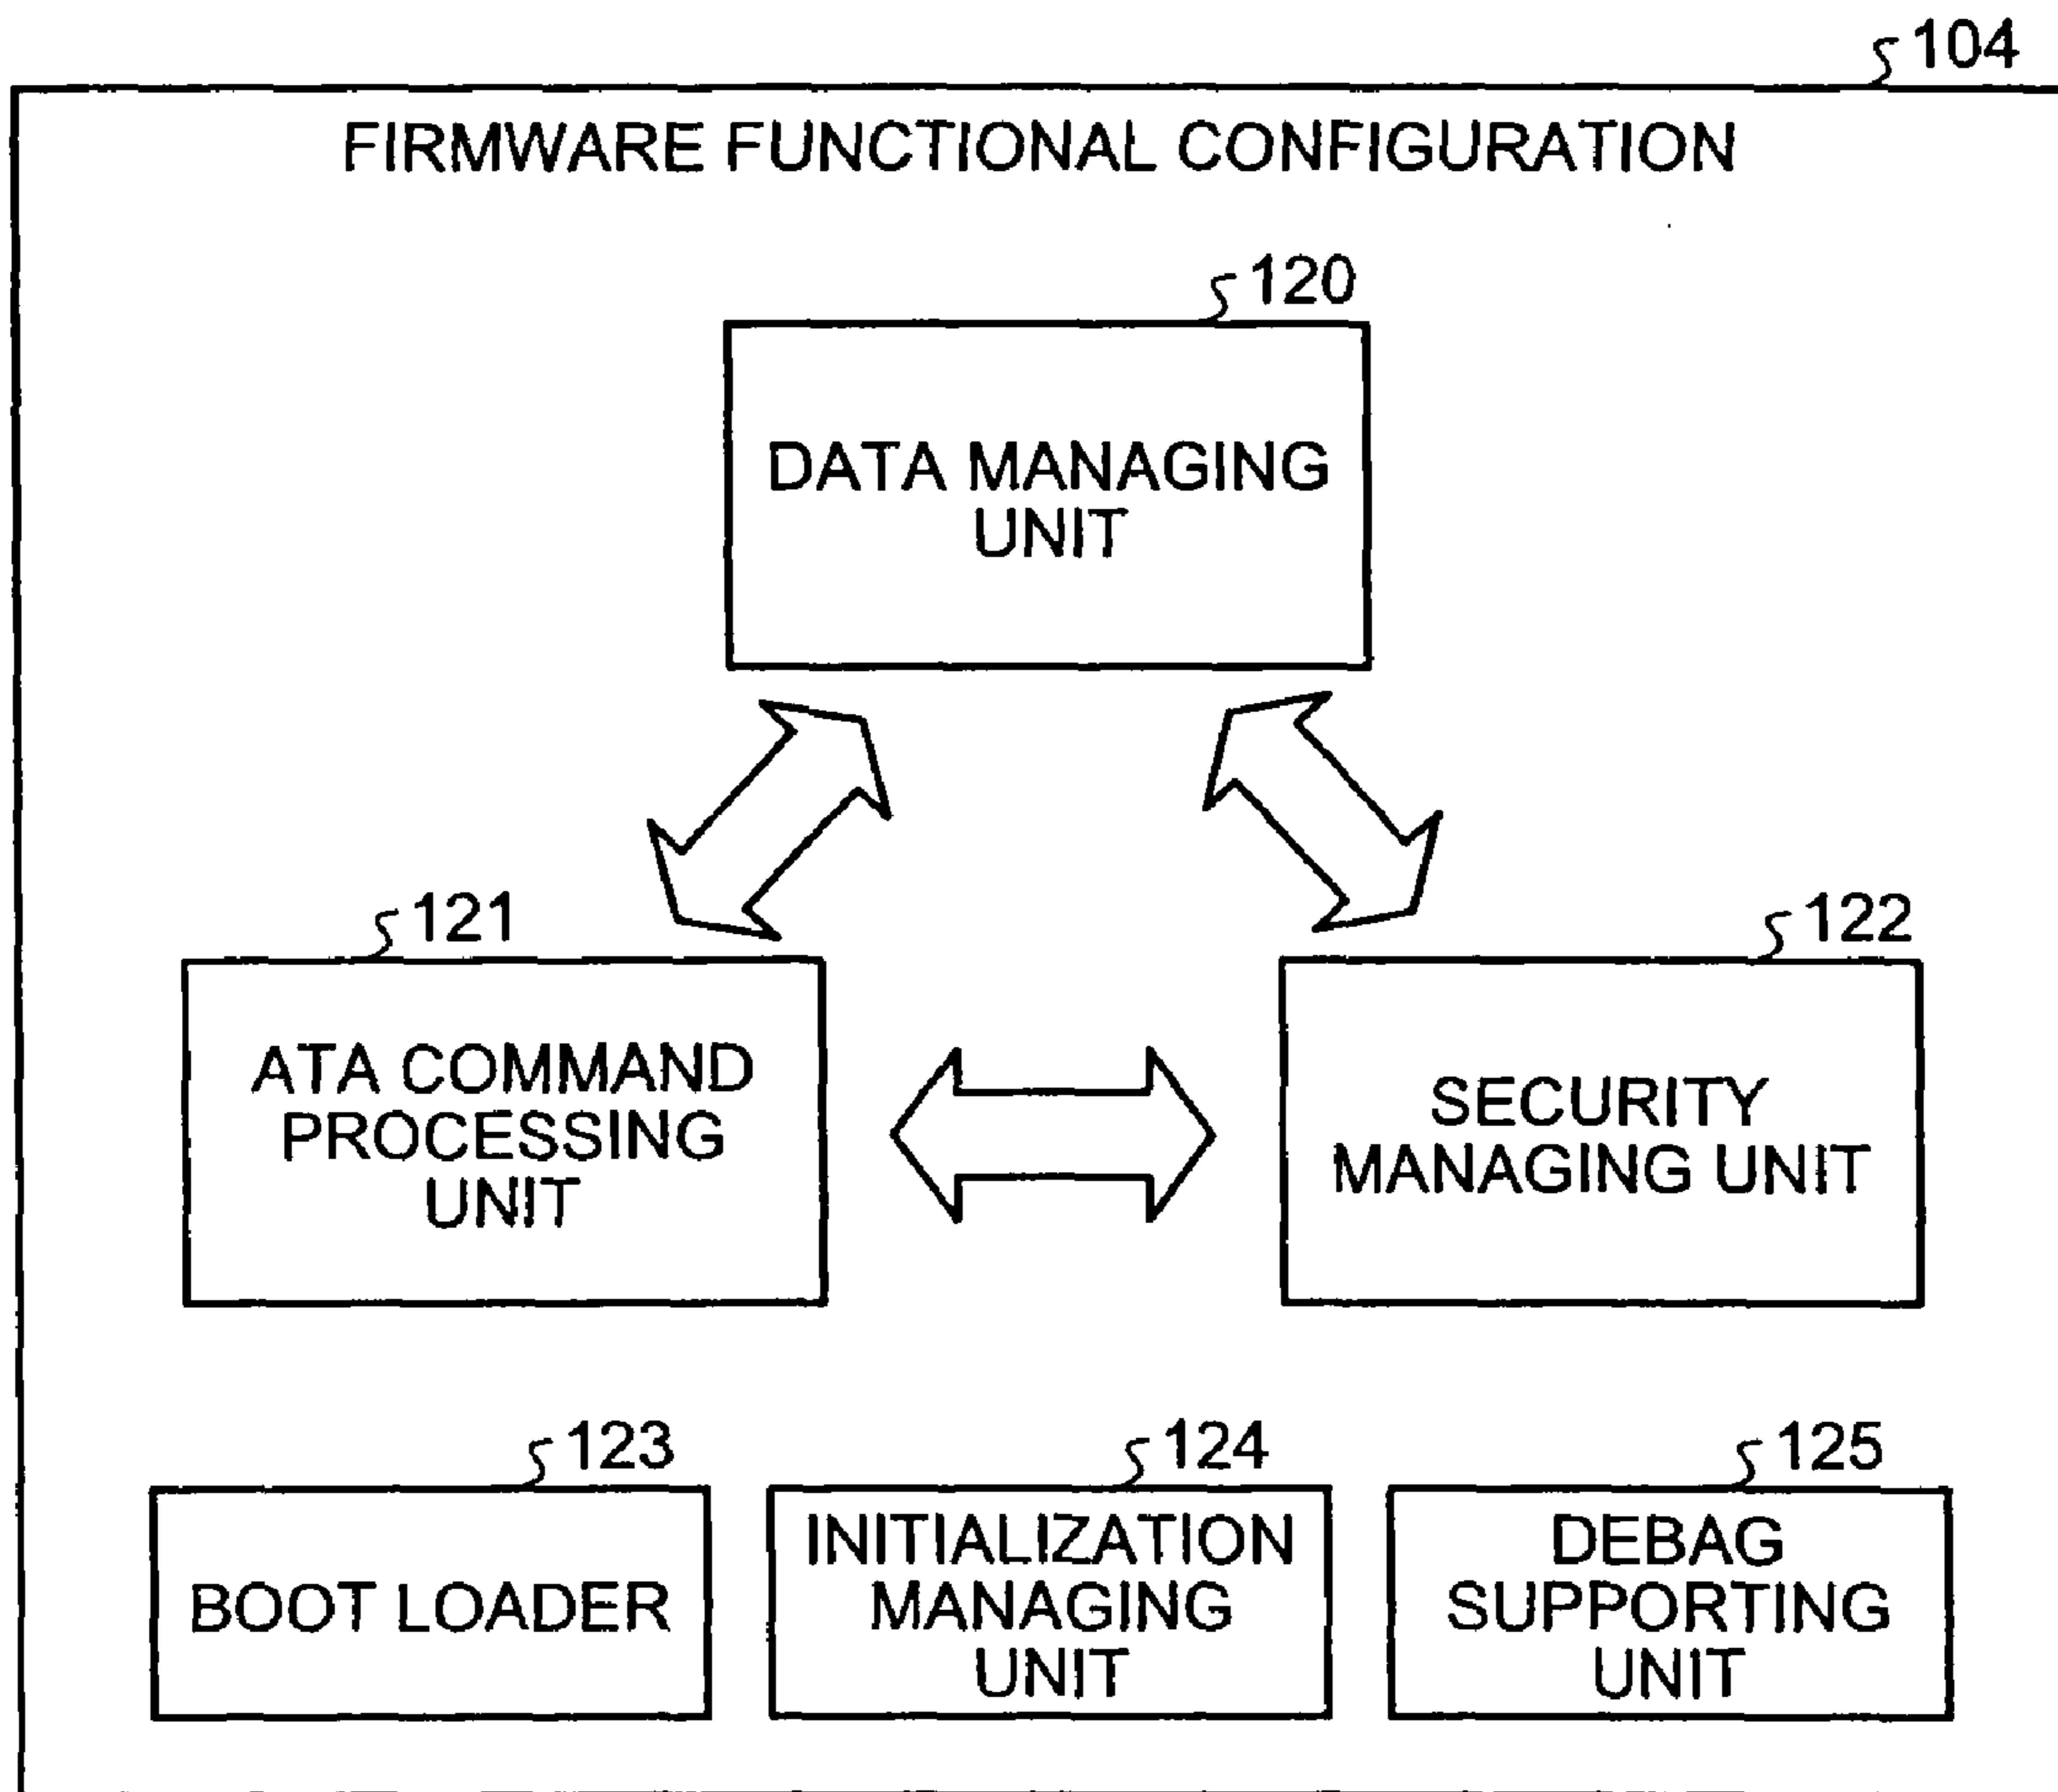 104
FIRMWARE FUNCTIONAL CONFIGURATION
120
DATA MANAGING
UNIT
121
ATA COMMAND
PROCESSING
UNIT
122
SECURITY
MANAGING UNIT
123
BOOT LOADER
124
INITIALIZATION
MANAGING
UNIT
125
DEBAG
SUPPORTING
UNIT